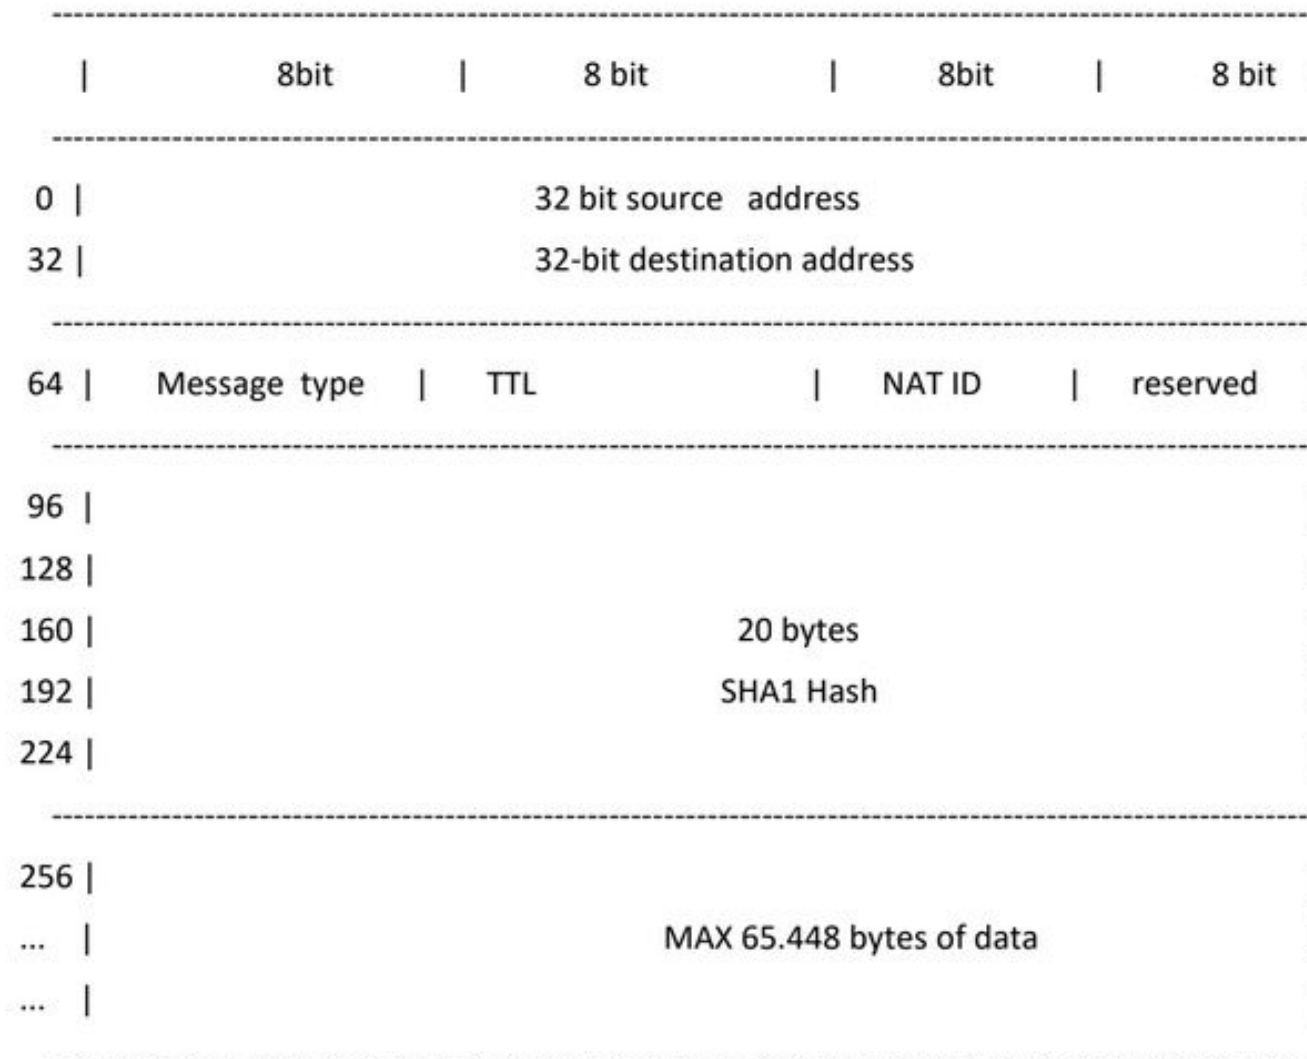 | 8bit | 8 bit | 8bit | 8 bit
0 | 32 bit source address
32 | 32-bit destination address
64 | Message type | TTL | NAT ID | reserved
96 |
128 |
160 | 20 bytes
192 | SHA1 Hash
224 |
256 |
... | MAX 65.448 bytes of data
... |